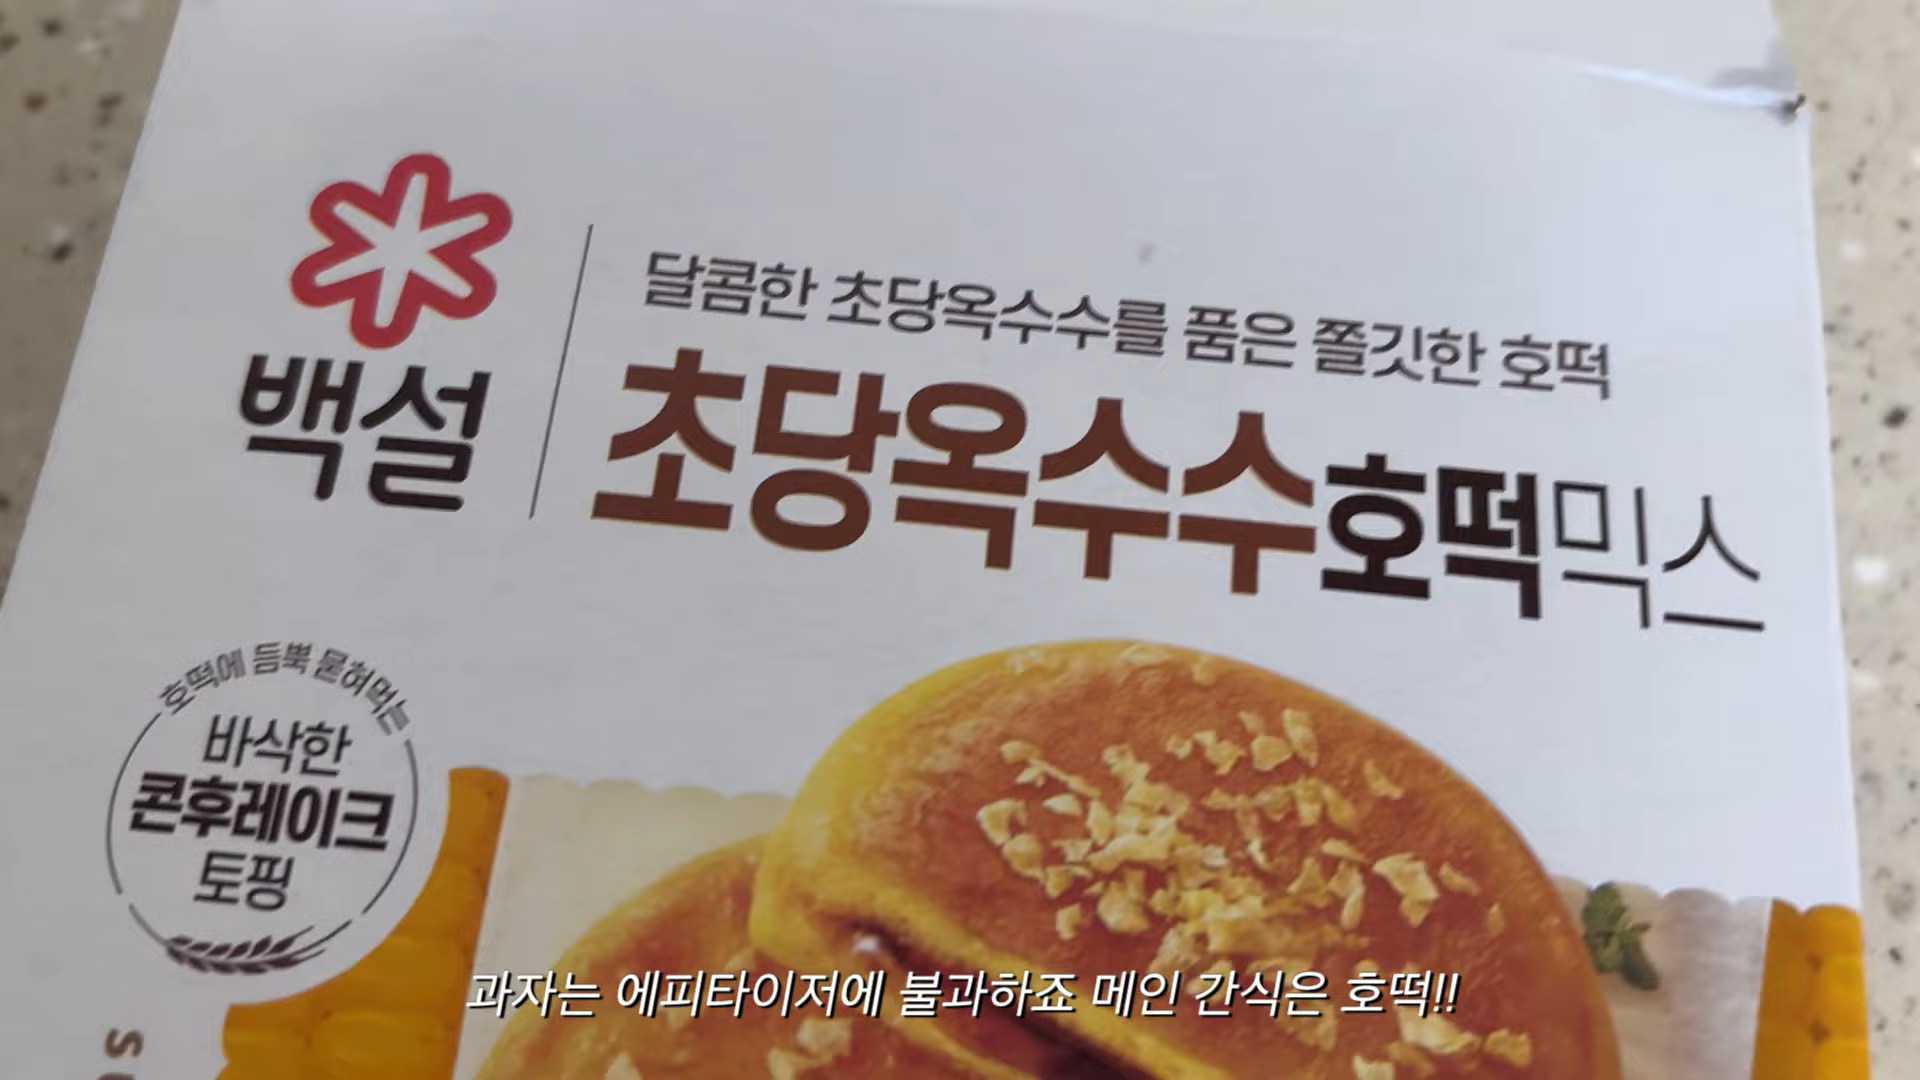 백설
달콤한 초당옥수수를 품은 쫄깃한 호떡
초당옥수수호떡믹스
호떡에 듬뿍 묻혀먹는
바삭한
콘후레이크
토핑
과자는 에피타이저에 불과하죠 메인 간식은 호떡!!